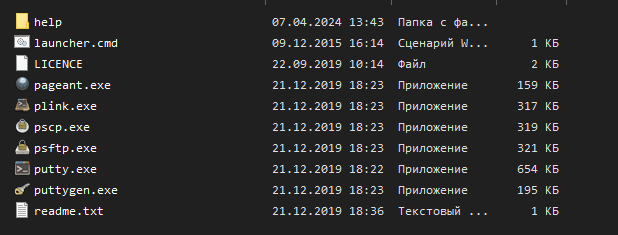 help 07.04.2024 13:43 Папка с фа...
launcher.cmd 09.12.2015 16:14 Сценарий W... 1 КБ
LICENCE 22.09.2019 10:14 Файл 2 КБ
pageant.exe 21.12.2019 18:23 Приложение 159 КБ
plink.exe 21.12.2019 18:23 Приложение 317 КБ
pscp.exe 21.12.2019 18:23 Приложение 319 КБ
psftp.exe 21.12.2019 18:23 Приложение 321 КБ
putty.exe 21.12.2019 18:22 Приложение 654 КБ
puttygen.exe 21.12.2019 18:23 Приложение 195 КБ
readme.txt 21.12.2019 18:36 Текстовый ... 1 КБ